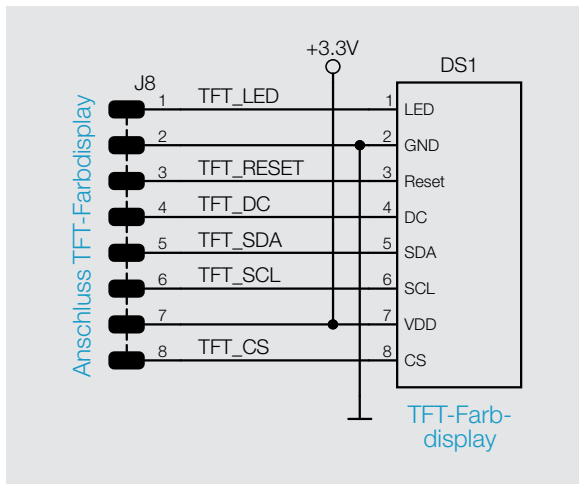 +3.3V
J8
DS1
Anschluss TFT-Farbdisplay
1 TFT_LED 1 LED
2 2 GND
3 TFT_RESET 3 Reset
4 TFT_DC 4 DC
5 TFT_SDA 5 SDA
6 TFT_SCL 6 SCL
7 7 VDD
8 TFT_CS 8 CS
TFT-Farb-
display